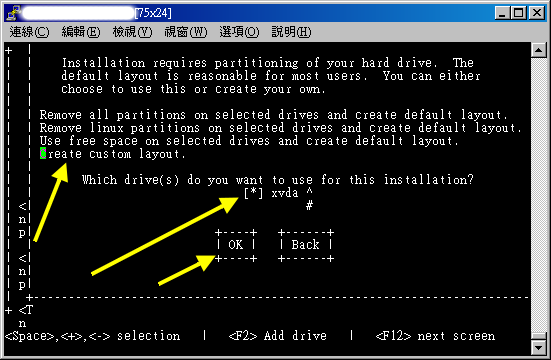 [75x24]
連線(C) 編輯(E) 檢視(V) 視窗(W) 選項(O) 說明(H)
+ |
| | Installation requires partitioning of your hard drive. The
| | default layout is reasonable for most users. You can either
| | choose to use this or create your own.
| |
| | Remove all partitions on selected drives and create default layout.
| | Remove linux partitions on selected drives and create default layout.
| | Use free space on selected drives and create default layout.
| | Create custom layout.
| |
| | Which drive(s) do you want to use for this installation?
| | [*] xvda ^
| <| #
| n|
| p| +----+ +------+
| | | OK | | Back |
| <| +----+ +------+
| n|
| p|
| +----------------------------------------------------------------------
+ <T
n
<Space>,<+>,<-> selection | <F2> Add drive | <F12> next screen